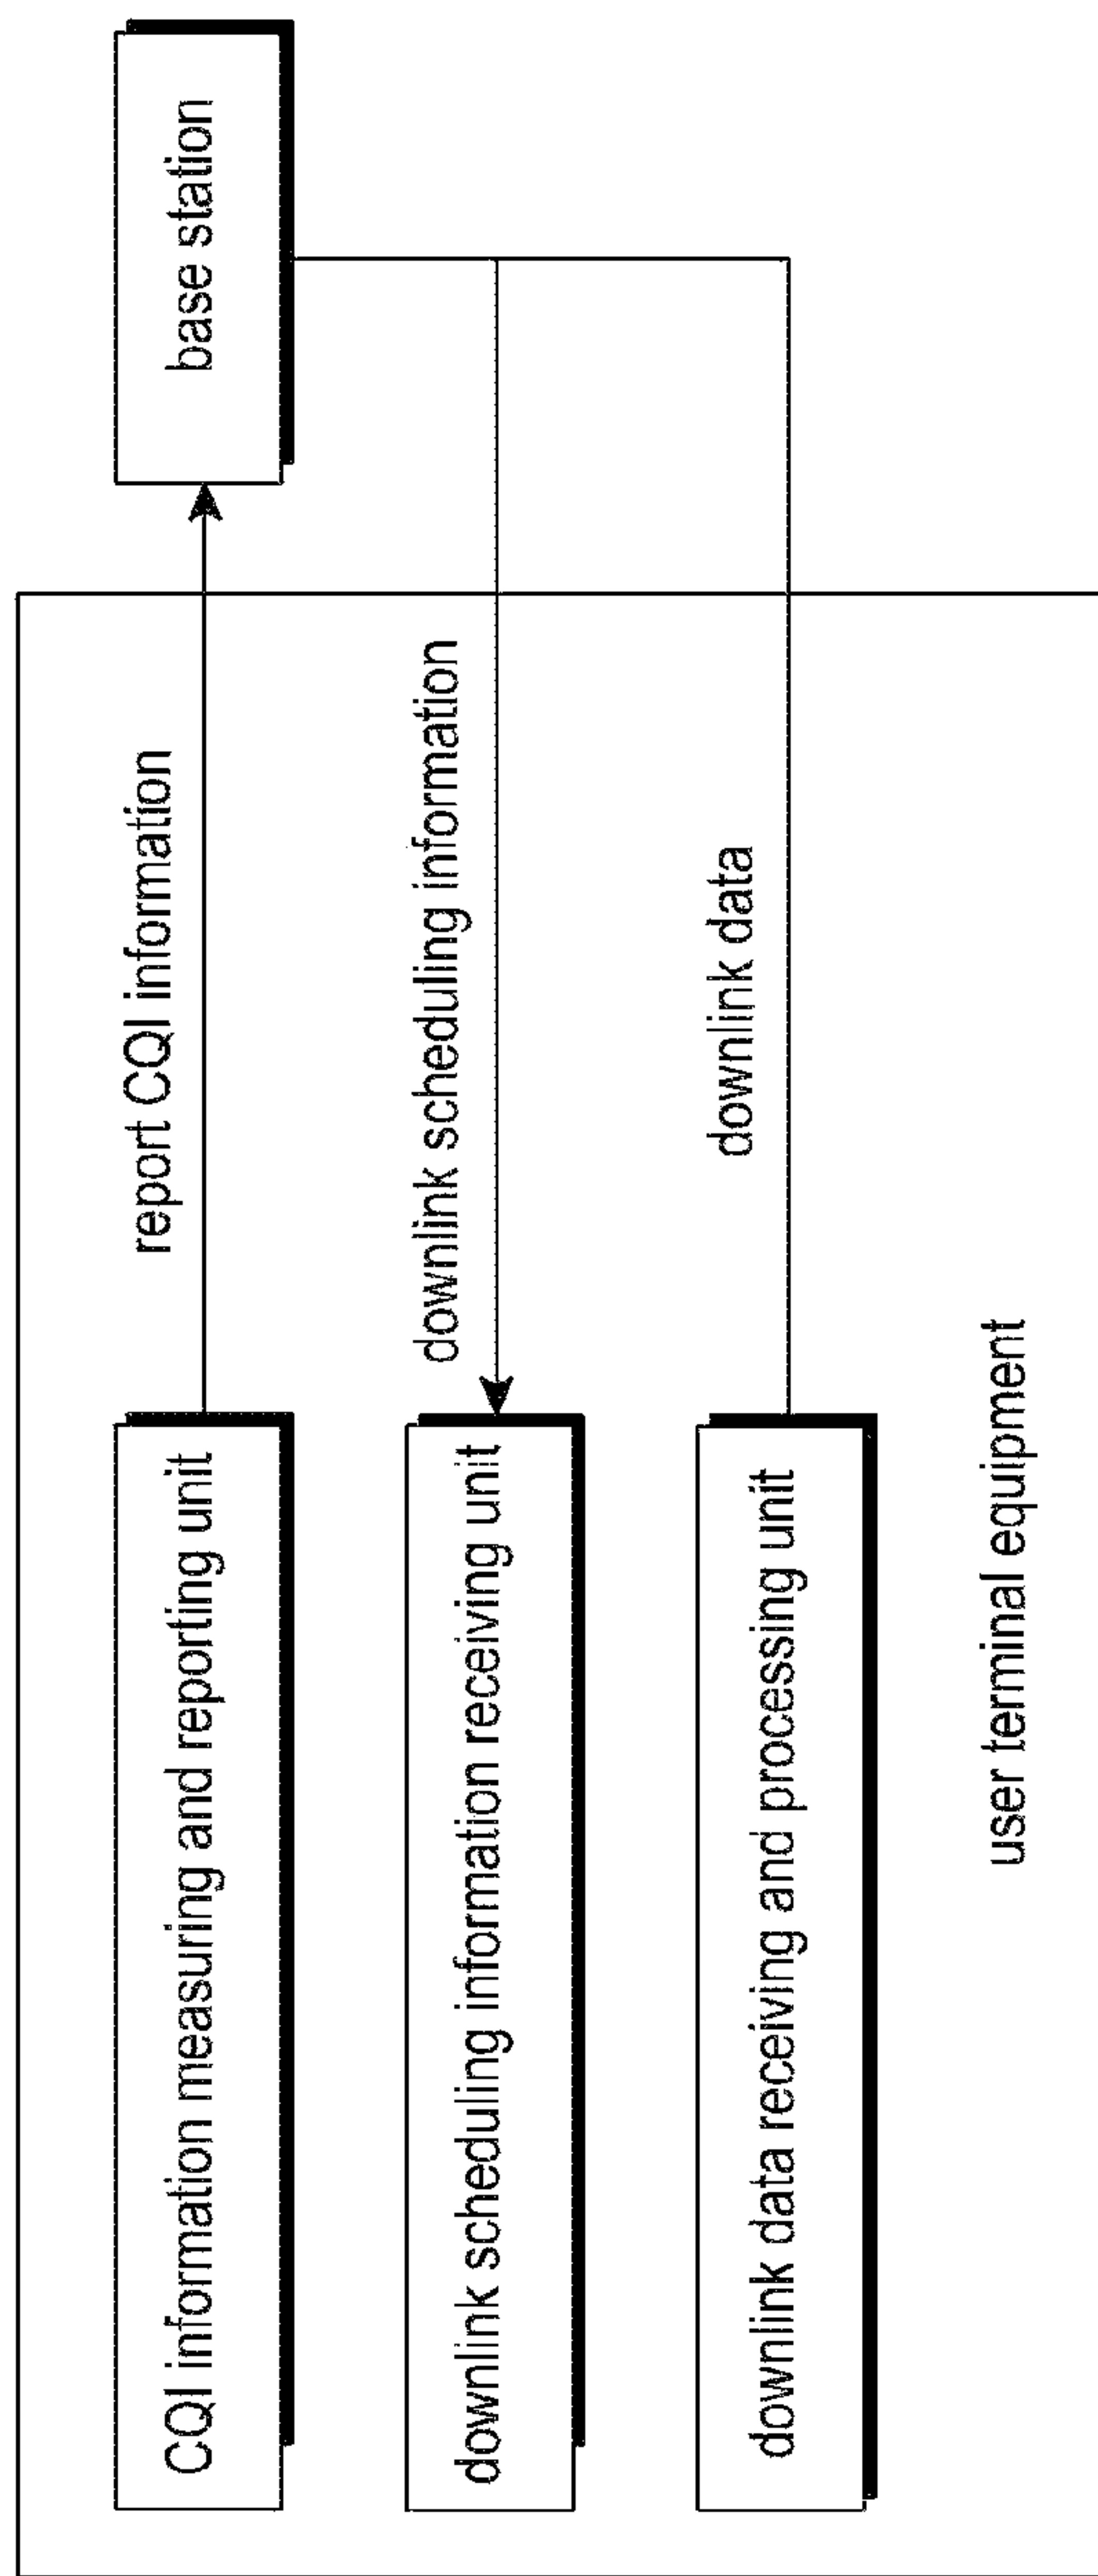 CQI information measuring and reporting unit
report CQI information
base station
downlink scheduling information receiving unit
downlink scheduling information
downlink data receiving and processing unit
downlink data
user terminal equipment